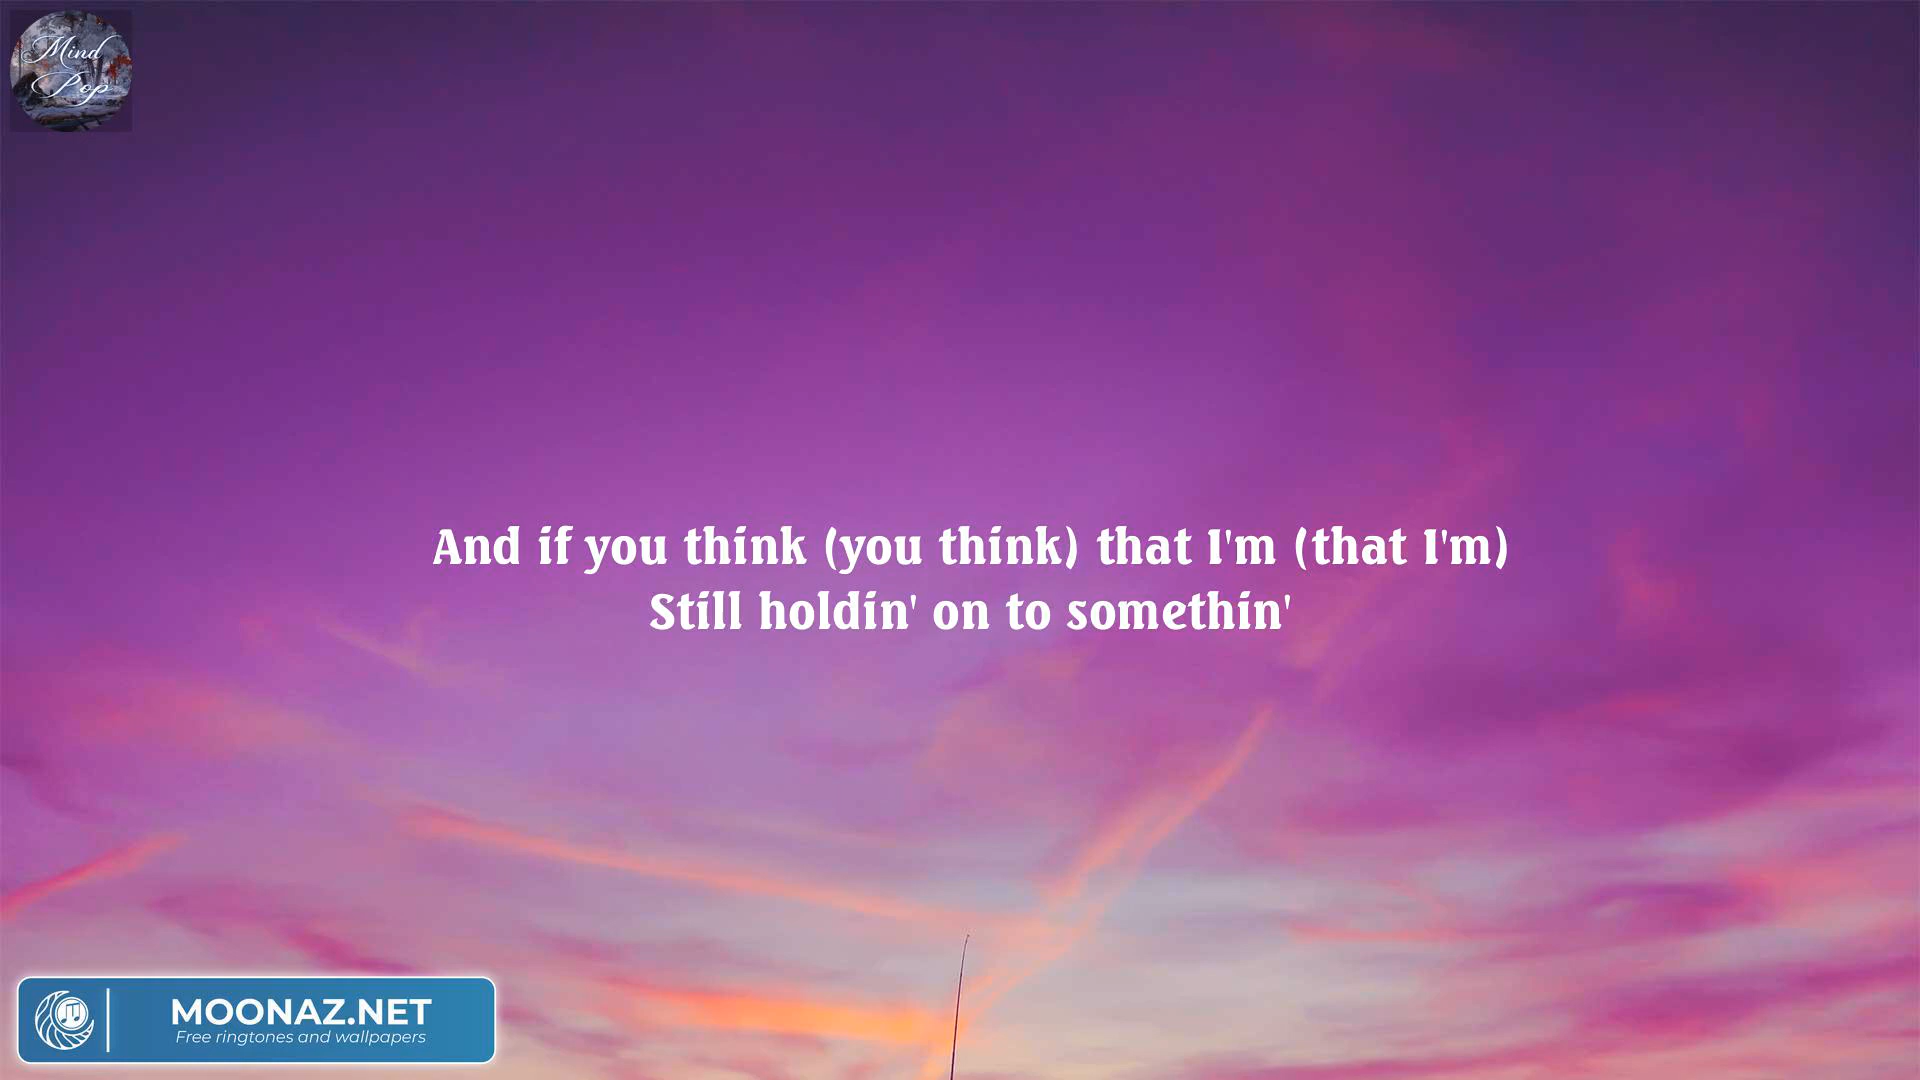 Mind
Pop
And if you think (you think) that I'm (that I'm)
Still holdin' on to somethin'
MOONAZ.NET
Free ringtones and wallpapers